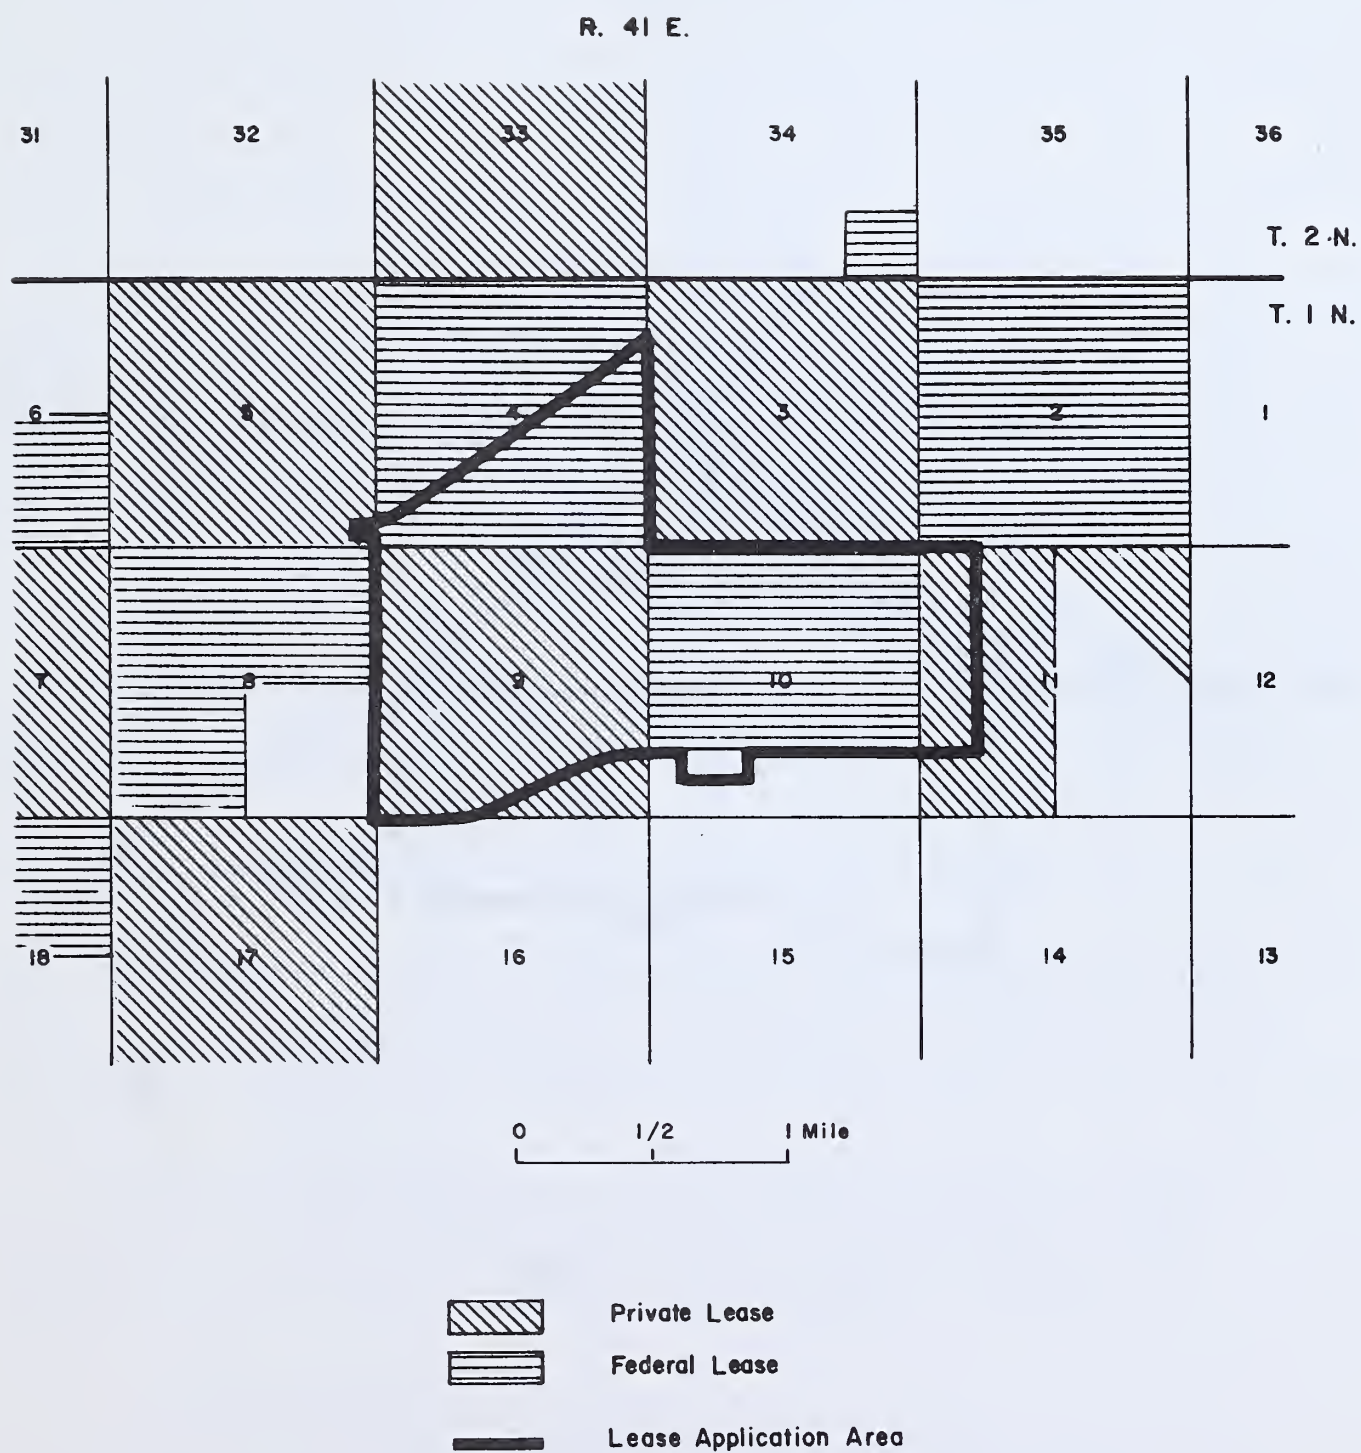 R. 41 E.
31 32 33 34 35 36
T. 2 N.
T. 1 N.
6 5 4 3 2 1
7 8 9 10 11 12
18 17 16 15 14 13
0 1/2 1 Mile
Private Lease
Federal Lease
Lease Application Area